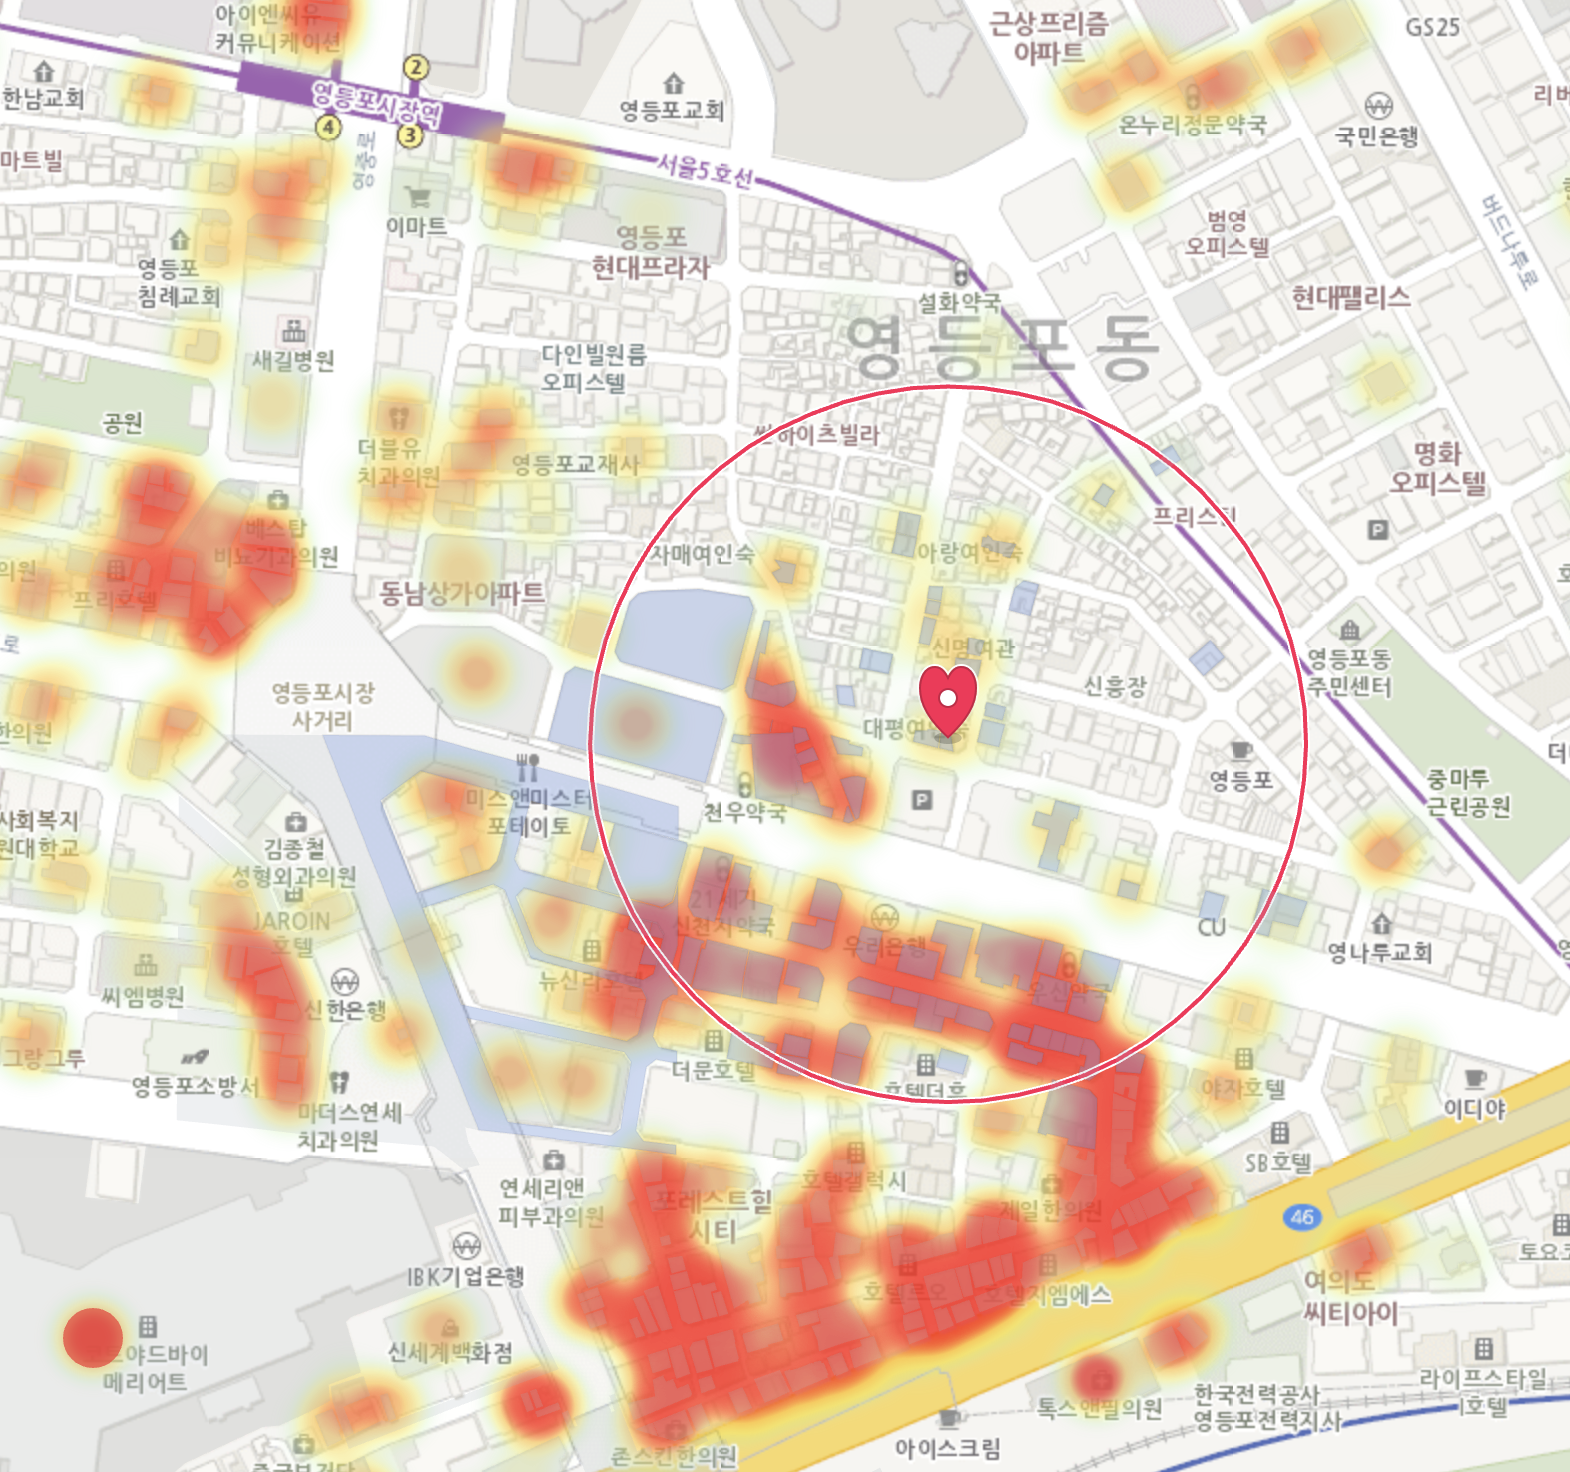 아이엔씨유
커뮤니케이션
근상프리즘
아파트
GS25
리버
한남교회
2
영등포시장역
4
3
영등포교회
온누리정문약국
국민은행
마트빌
영중로
서울5호선
버드나루로
이마트
영등포
현대프라자
범영
오피스텔
영등포
침례교회
설화약국
현대팰리스
영등포동
새길병원
다인빌원룸
오피스텔
공원
더블유
치과의원
영등포교재사
썬하이츠빌라
명화
오피스텔
P
프리스틴
베스탑
비뇨기과의원
자매여인숙
아랑여인숙
의원
프리호텔
동남상가아파트
로
신명여관
영등포동
주민센터
영등포시장
사거리
신흥장
한의원
대평여인숙
영등포
미스앤미스터
포테이토
천우약국
P
중마루
근린공원
사회복지
원대학교
김종철
성형외과의원
JAROIN
호텔
21세기
신천지약국
우리은행
CU
영나루교회
씨엠병원
신한은행
뉴신라호텔
우신약국
그랑그루
영등포소방서
더문호텔
호텔더휴
야자호텔
이디야
마더스연세
치과의원
SB호텔
연세리앤
피부과의원
포레스트힐
시티
호텔갤럭시
제일한의원
46
IBK기업은행
호텔루오
호텔지엠에스
여의도
씨티아이
토요코
코트야드바이
메리어트
신세계백화점
톡스앤필의원
한국전력공사
영등포전력지사
라이프스타일
I호텔
존스킨한의원
아이스크림